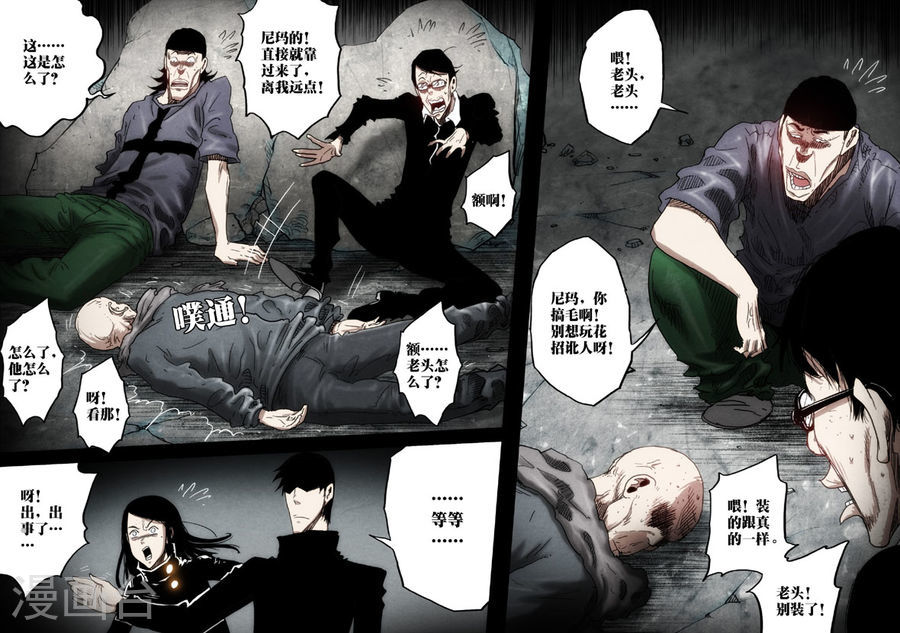 这……
这是怎
么了？
尼玛的！
直接就靠
过来了，
离我远点！
额啊！
噗通！
怎么了，
他怎么
了？
呀！
看那！
额……
老头怎
么了？
呀！
出，出
事了……
……
……
等等
……
喂！
老头，
老头
……
尼玛，你
搞毛啊！
别想玩花
招讹人呀！
喂！装
的跟真
的一样。
老头！
别装了！
漫画台